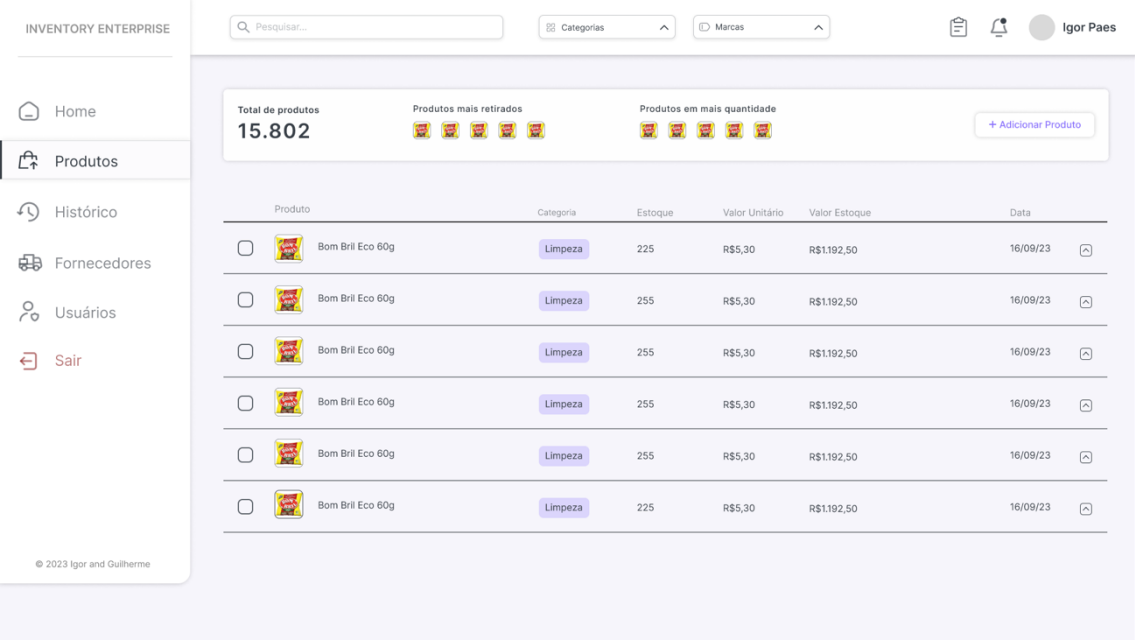 INVENTORY ENTERPRISE
Pesquisar...
Categorias
Marcas
Igor Paes
Home
Produtos
Histórico
Fornecedores
Usuários
Sair
© 2023 Igor and Guilherme
Total de produtos
15.802
Produtos mais retirados
Produtos em mais quantidade
+ Adicionar Produto
Produto Categoria Estoque Valor Unitário Valor Estoque Data
Bom Bril Eco 60g Limpeza 225 R$5,30 R$1.192,50 16/09/23
Bom Bril Eco 60g Limpeza 255 R$5,30 R$1.192,50 16/09/23
Bom Bril Eco 60g Limpeza 255 R$5,30 R$1.192,50 16/09/23
Bom Bril Eco 60g Limpeza 255 R$5,30 R$1.192,50 16/09/23
Bom Bril Eco 60g Limpeza 255 R$5,30 R$1.192,50 16/09/23
Bom Bril Eco 60g Limpeza 225 R$5,30 R$1.192,50 16/09/23